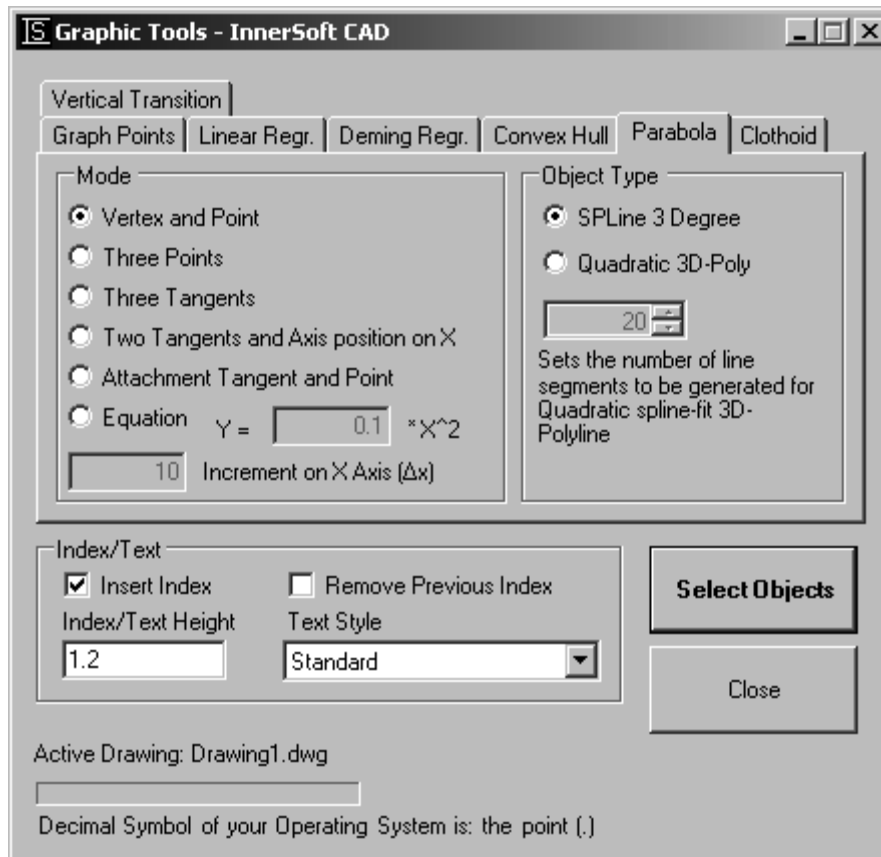 IS Graphic Tools - InnerSoft CAD
Vertical Transition
Graph Points Linear Regr. Deming Regr. Convex Hull Parabola Clothoid
Mode
Vertex and Point
Three Points
Three Tangents
Two Tangents and Axis position on X
Attachment Tangent and Point
Equation Y = 0.1 *X^2
10 Increment on X Axis (Δx)
Object Type
SPLine 3 Degree
Quadratic 3D-Poly
20
Sets the number of line
segments to be generated for
Quadratic spline-fit 3D-
Polyline
Index/Text
Insert Index Remove Previous Index
Index/Text Height Text Style
1.2 Standard
Select Objects
Close
Active Drawing: Drawing1.dwg
Decimal Symbol of your Operating System is: the point (.)